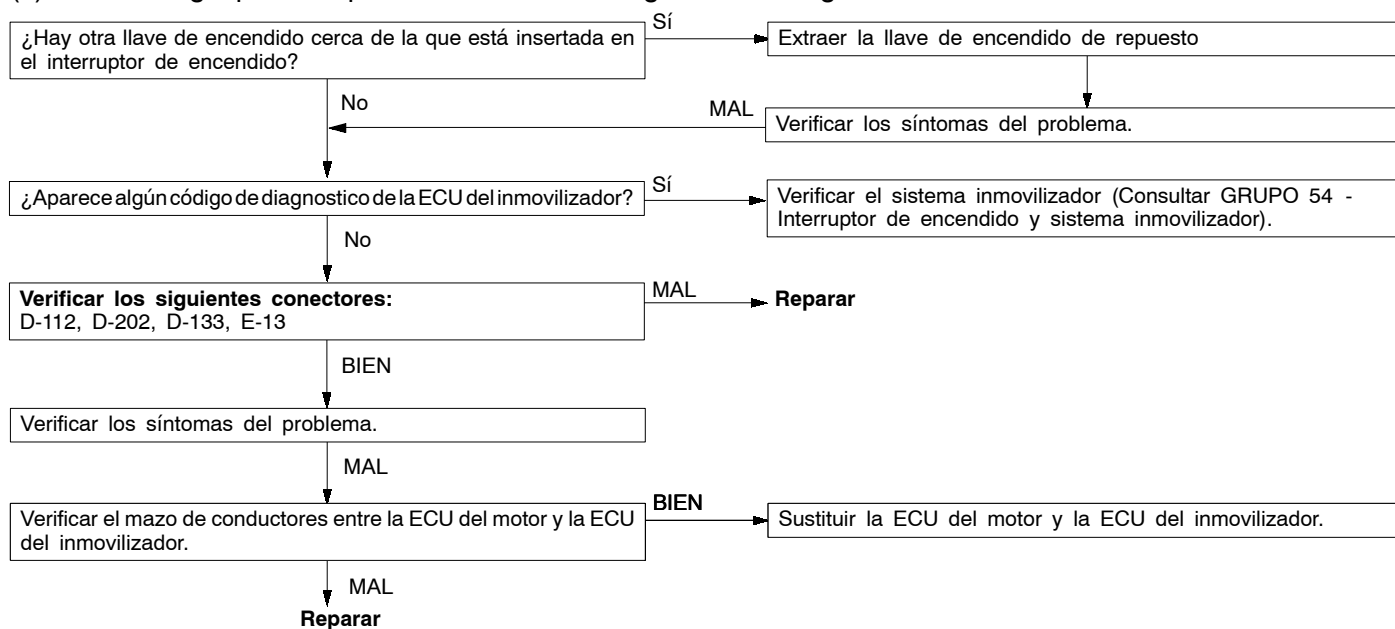 ¿Hay otra llave de encendido cerca de la que está insertada en
el interruptor de encendido?
Sí
Extraer la llave de encendido de repuesto
No
MAL
Verificar los síntomas del problema.
¿Aparece algún código de diagnostico de la ECU del inmovilizador?
Sí
Verificar el sistema inmovilizador (Consultar GRUPO 54 -
Interruptor de encendido y sistema inmovilizador).
No
Verificar los siguientes conectores:
D-112, D-202, D-133, E-13
MAL
Reparar
BIEN
Verificar los síntomas del problema.
MAL
Verificar el mazo de conductores entre la ECU del motor y la ECU
del inmovilizador.
BIEN
Sustituir la ECU del motor y la ECU del inmovilizador.
MAL
Reparar